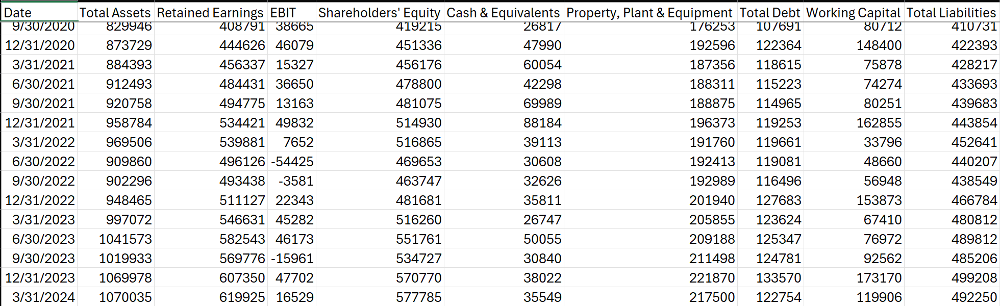 Date Total Assets Retained Earnings EBIT Shareholders' Equity Cash & Equivalents Property, Plant & Equipment Total Debt Working Capital Total Liabilities
9/30/2020 829946 408791 38665 419215 26817 176253 107691 80712 410731
12/31/2020 873729 444626 46079 451336 47990 192596 122364 148400 422393
3/31/2021 884393 456337 15327 456176 60054 187356 118615 75878 428217
6/30/2021 912493 484431 36650 478800 42298 188311 115223 74274 433693
9/30/2021 920758 494775 13163 481075 69989 188875 114965 80251 439683
12/31/2021 958784 534421 49832 514930 88184 196373 119253 162855 443854
3/31/2022 969506 539881 7652 516865 39113 191760 119661 33796 452641
6/30/2022 909860 496126 -54425 469653 30608 192413 119081 48660 440207
9/30/2022 902296 493438 -3581 463747 32626 192989 116496 56948 438549
12/31/2022 948465 511127 22343 481681 35811 201940 127683 153873 466784
3/31/2023 997072 546631 45282 516260 26747 205855 123624 67410 480812
6/30/2023 1041573 582543 46173 551761 50055 209188 125347 76972 489812
9/30/2023 1019933 569776 -15961 534727 30840 211498 124781 92562 485206
12/31/2023 1069978 607350 47702 570770 38022 221870 133570 173170 499208
3/31/2024 1070035 619925 16529 577785 35549 217500 122754 119906 492250